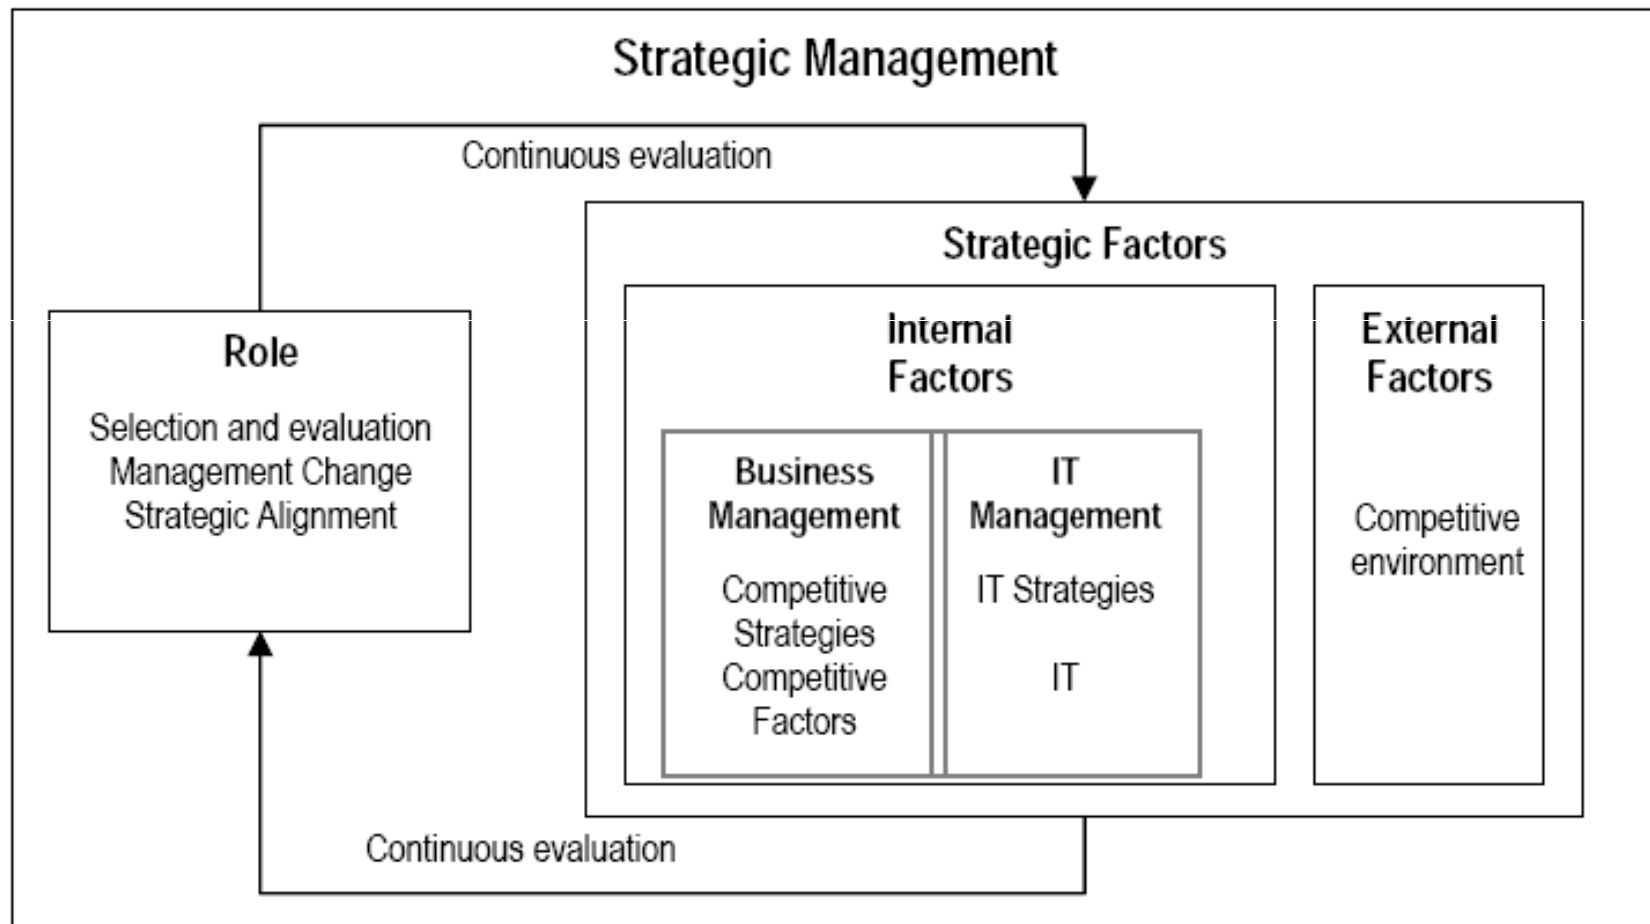 Strategic Management
Continuous evaluation
Strategic Factors
Role
Selection and evaluation
Management Change
Strategic Alignment
Internal
Factors
Business
Management
Competitive
Strategies
Competitive
Factors
IT
Management
IT Strategies
IT
External
Factors
Competitive
environment
Continuous evaluation